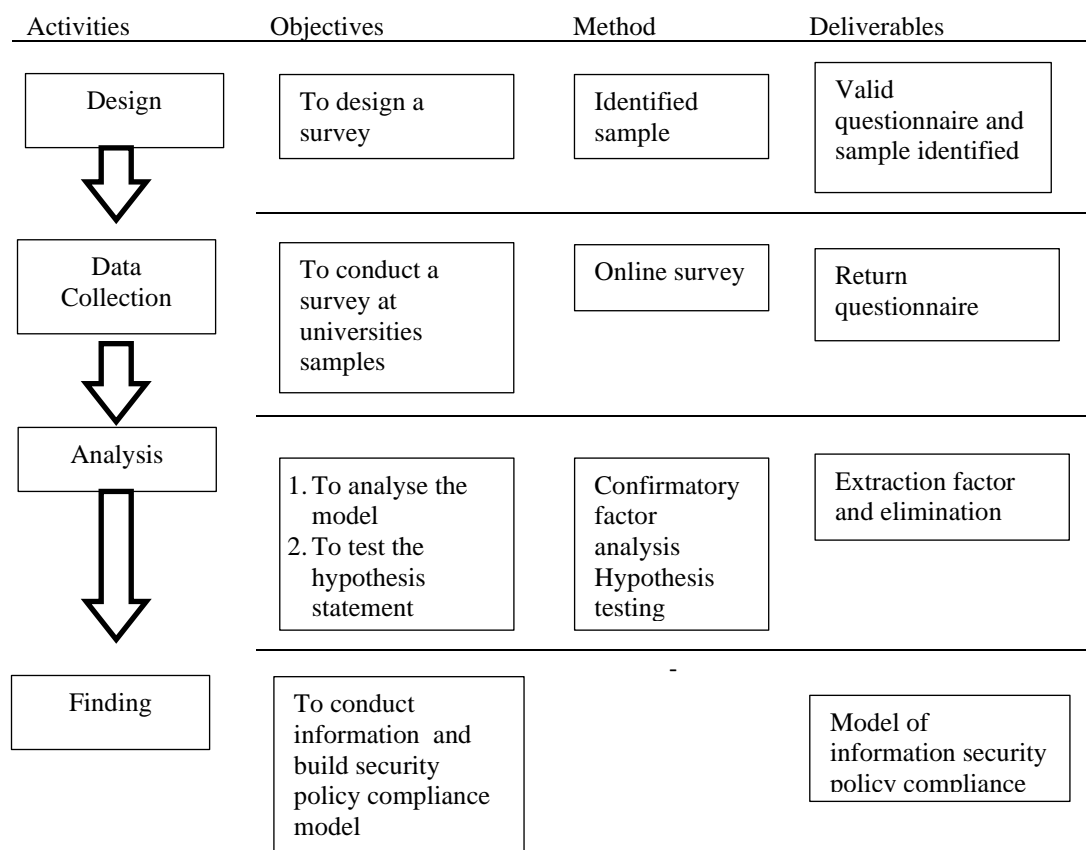 Activities Objectives Method Deliverables
Design
To design a
survey
Identified
sample
Valid
questionnaire and
sample identified
Data
Collection
To conduct a
survey at
universities
samples
Online survey
Return
questionnaire
Analysis
1. To analyse the
model
2. To test the
hypothesis
statement
Confirmatory
factor
analysis
Hypothesis
testing
Extraction factor
and elimination
Finding
To conduct
information and
build security
policy compliance
model
-
Model of
information security
policy compliance